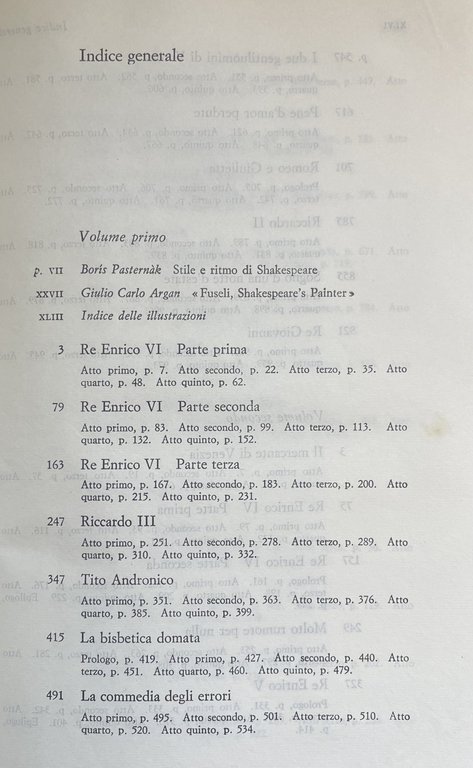 Indice generale
Volume primo
p. VII Boris Pasternàk Stile e ritmo di Shakespeare
XXVII Giulio Carlo Argan «Fuseli, Shakespeare's Painter»
XLIII Indice delle illustrazioni
3 Re Enrico VI Parte prima
Atto primo, p. 7. Atto secondo, p. 22. Atto terzo, p. 35. Atto
quarto, p. 48. Atto quinto, p. 62.
79 Re Enrico VI Parte seconda
Atto primo, p. 83. Atto secondo, p. 99. Atto terzo, p. 113. Atto
quarto, p. 132. Atto quinto, p. 152.
163 Re Enrico VI Parte terza
Atto primo, p. 167. Atto secondo, p. 183. Atto terzo, p. 200. Atto
quarto, p. 215. Atto quinto, p. 231.
247 Riccardo III
Atto primo, p. 251. Atto secondo, p. 278. Atto terzo, p. 289. Atto
quarto, p. 310. Atto quinto, p. 332.
347 Tito Andronico
Atto primo, p. 351. Atto secondo, p. 363. Atto terzo, p. 376. Atto
quarto, p. 385. Atto quinto, p. 399.
415 La bisbetica domata
Prologo, p. 419. Atto primo, p. 427. Atto secondo, p. 440. Atto
terzo, p. 451. Atto quarto, p. 460. Atto quinto, p. 479.
491 La commedia degli errori
Atto primo, p. 495. Atto secondo, p. 501. Atto terzo, p. 510. Atto
quarto, p. 520. Atto quinto, p. 534.